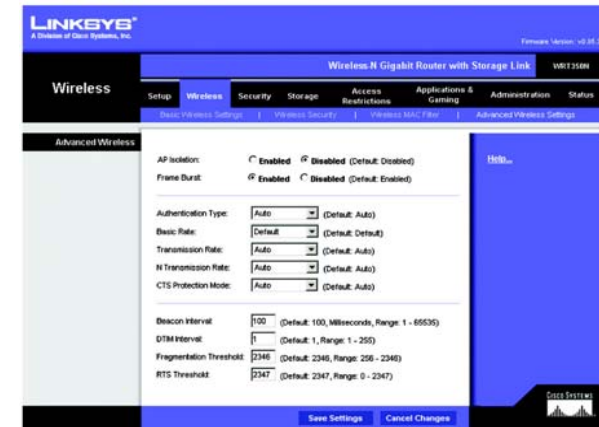 LINKSYS®
A Division of Cisco Systems, Inc.
Firmware Version: v0.05.
Wireless-N Gigabit Router with Storage Link WRT350N
Wireless
Setup Wireless Security Storage Access Restrictions Applications & Gaming Administration Status
Basic Wireless Settings | Wireless Security | Wireless MAC Filter | Advanced Wireless Settings
Advanced Wireless
Help...
AP Isolation: Enabled Disabled (Default: Disabled)
Frame Burst: Enabled Disabled (Default: Enabled)
Authentication Type: Auto (Default: Auto)
Basic Rate: Default (Default: Default)
Transmission Rate: Auto (Default: Auto)
N Transmission Rate: Auto (Default: Auto)
CTS Protection Mode: Auto (Default: Auto)
Beacon Interval: 100 (Default: 100, Milliseconds, Range: 1 - 65535)
DTIM Interval: 1 (Default: 1, Range: 1 - 255)
Fragmentation Threshold: 2346 (Default: 2346, Range: 256 - 2346)
RTS Threshold: 2347 (Default: 2347, Range: 0 - 2347)
Save Settings Cancel Changes
CISCO SYSTEMS